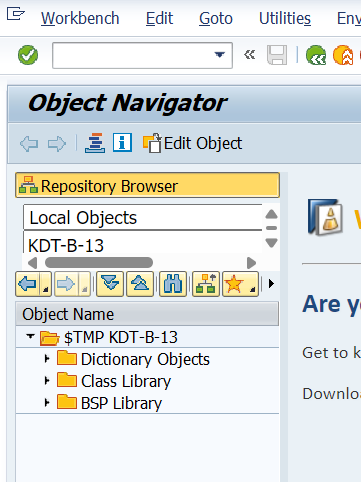 Workbench Edit Goto Utilities Env
Object Navigator
Edit Object
Repository Browser
Local Objects
KDT-B-13
Object Name
$TMP KDT-B-13
Dictionary Objects
Class Library
BSP Library
Are yo
Get to k
Downloa